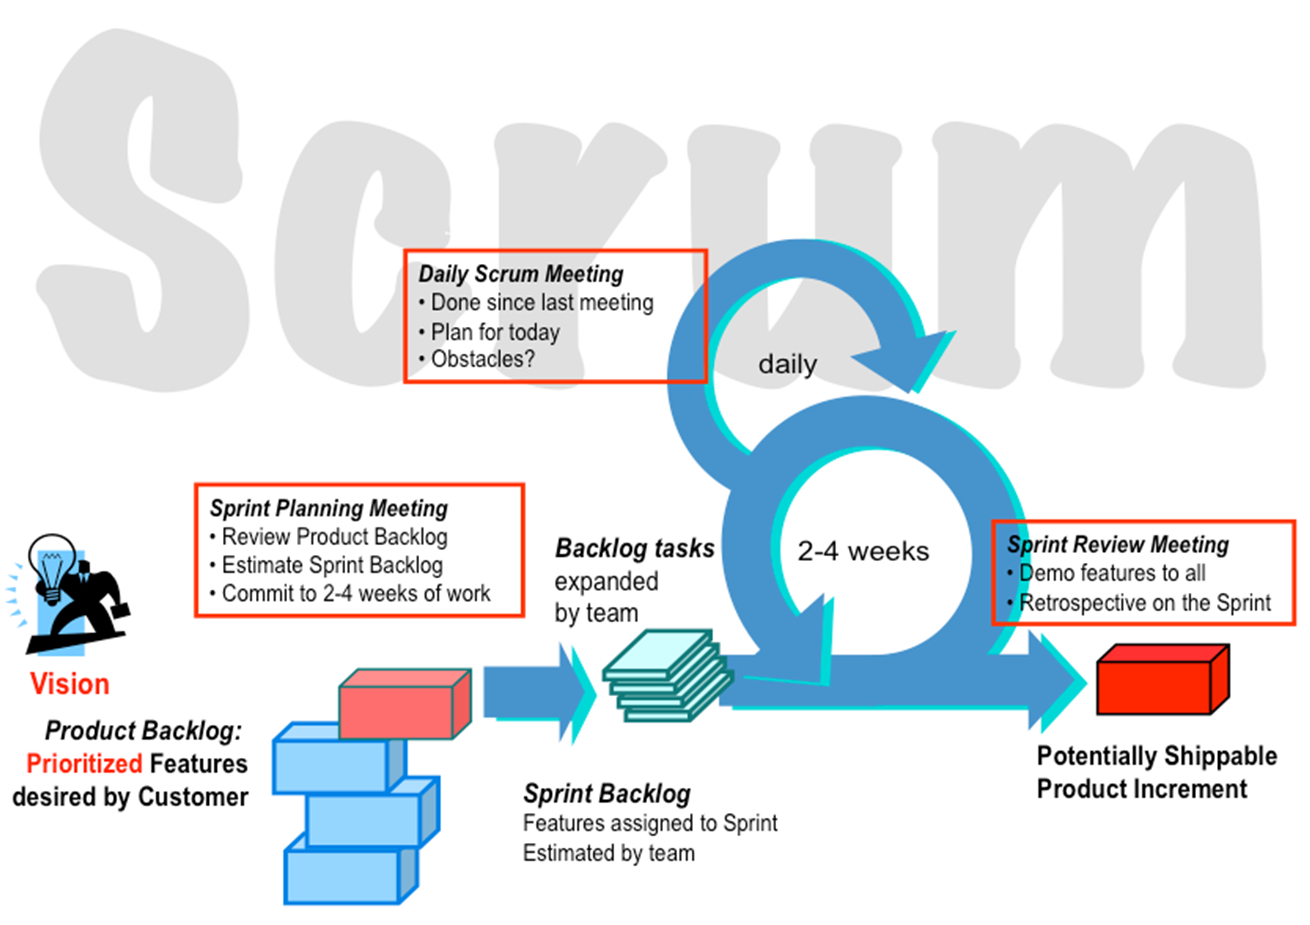 Scrum
Daily Scrum Meeting
• Done since last meeting
• Plan for today
• Obstacles?
daily
Sprint Planning Meeting
• Review Product Backlog
• Estimate Sprint Backlog
• Commit to 2-4 weeks of work
Backlog tasks
expanded
by team
2-4 weeks
Sprint Review Meeting
• Demo features to all
• Retrospective on the Sprint
Vision
Product Backlog:
Prioritized Features
desired by Customer
Sprint Backlog
Features assigned to Sprint
Estimated by team
Potentially Shippable
Product Increment